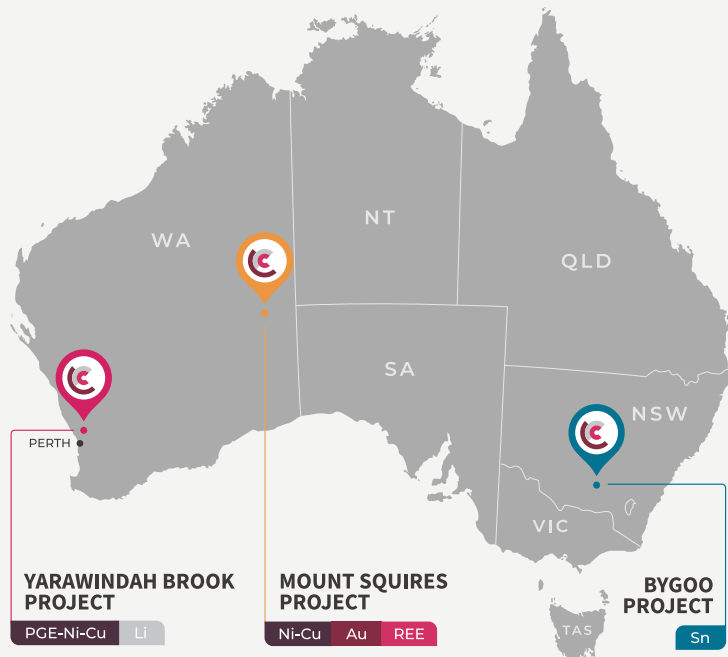 NT
WA
QLD
SA
NSW
PERTH
VIC
YARAWINDAH BROOK
PROJECT
PGE-Ni-Cu Li
MOUNT SQUIRES
PROJECT
Ni-Cu Au REE
BYGOO
PROJECT
Sn
TAS